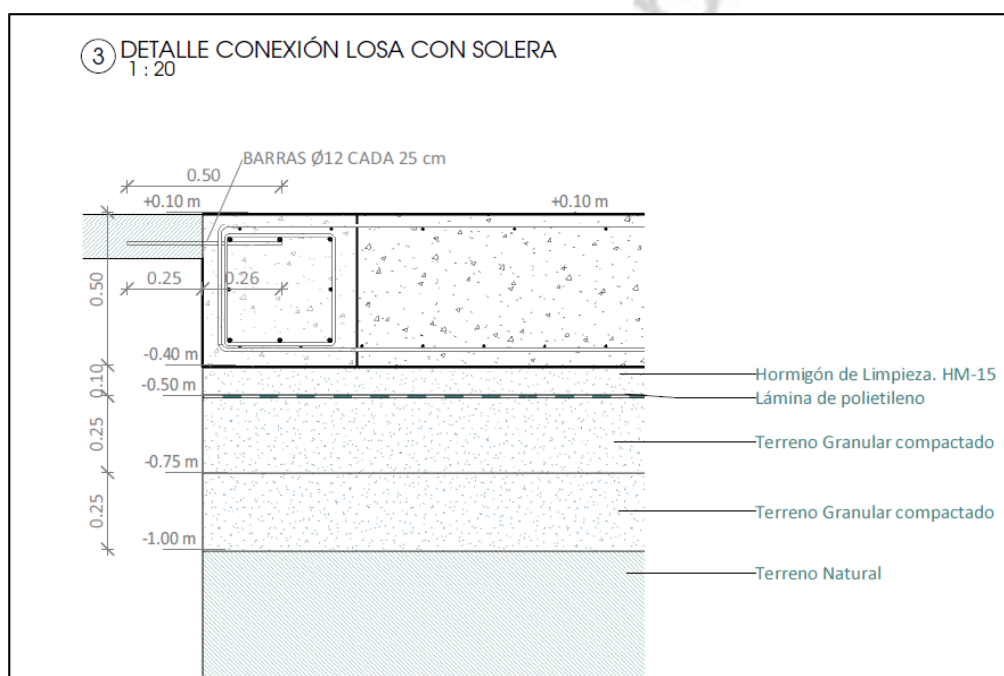 3 DETALLE CONEXIÓN LOSA CON SOLERA
1 : 20
BARRAS Ø12 CADA 25 cm
0.50
+0.10 m
+0.10 m
0.50
0.25
0.26
-0.40 m
0.10
-0.50 m
0.25
-0.75 m
0.25
-1.00 m
Hormigón de Limpieza. HM-15
Lámina de polietileno
Terreno Granular compactado
Terreno Granular compactado
Terreno Natural